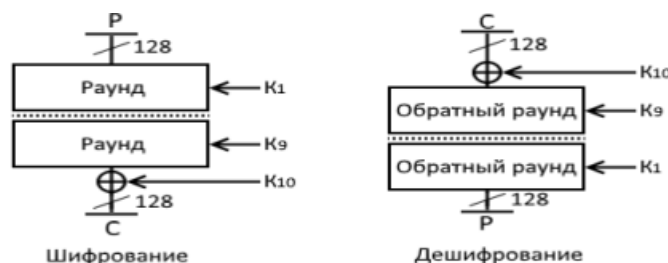 P
128
Раунд
K1
Раунд
K9
K10
128
C
Шифрование
C
128
K10
Обратный раунд
K9
Обратный раунд
K1
128
P
Дешифрование